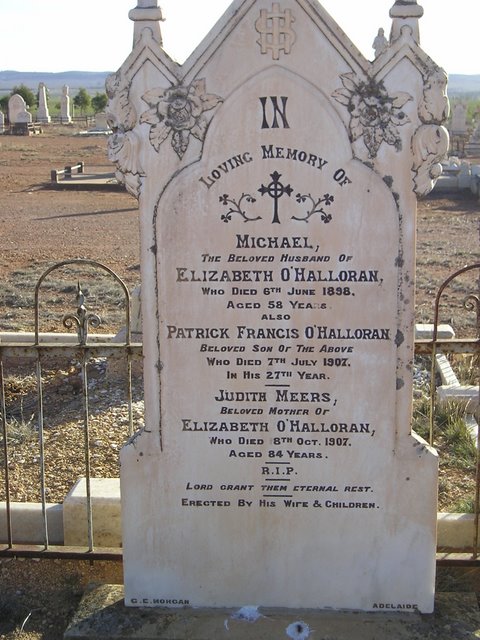 IHS
IN
LOVING MEMORY OF
MICHAEL,
THE BELOVED HUSBAND OF
ELIZABETH O'HALLORAN,
WHO DIED 6TH JUNE 1898,
AGED 58 YEARS.
ALSO
PATRICK FRANCIS O'HALLORAN
BELOVED SON OF THE ABOVE
WHO DIED 7TH JULY 1907,
IN HIS 27TH YEAR.
JUDITH MEERS,
BELOVED MOTHER OF
ELIZABETH O'HALLORAN,
WHO DIED 8TH OCT. 1907,
AGED 84 YEARS.
R.I.P.
LORD GRANT THEM ETERNAL REST.
ERECTED BY HIS WIFE & CHILDREN.
G.E. MORGAN ADELAIDE